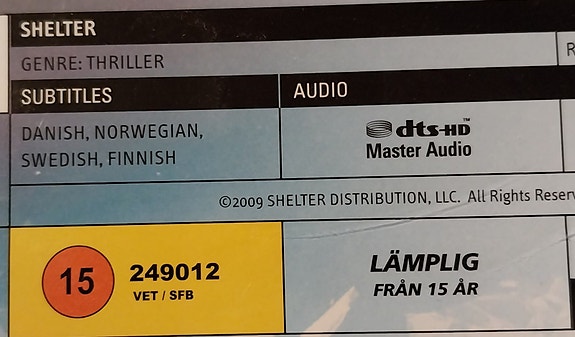 SHELTER
GENRE: THRILLER
SUBTITLES
AUDIO
DANISH, NORWEGIAN,
SWEDISH, FINNISH
dts-HD
Master Audio
©2009 SHELTER DISTRIBUTION, LLC. All Rights
15
249012
VET / SFB
LÄMPLIG
FRÅN 15 ÅR